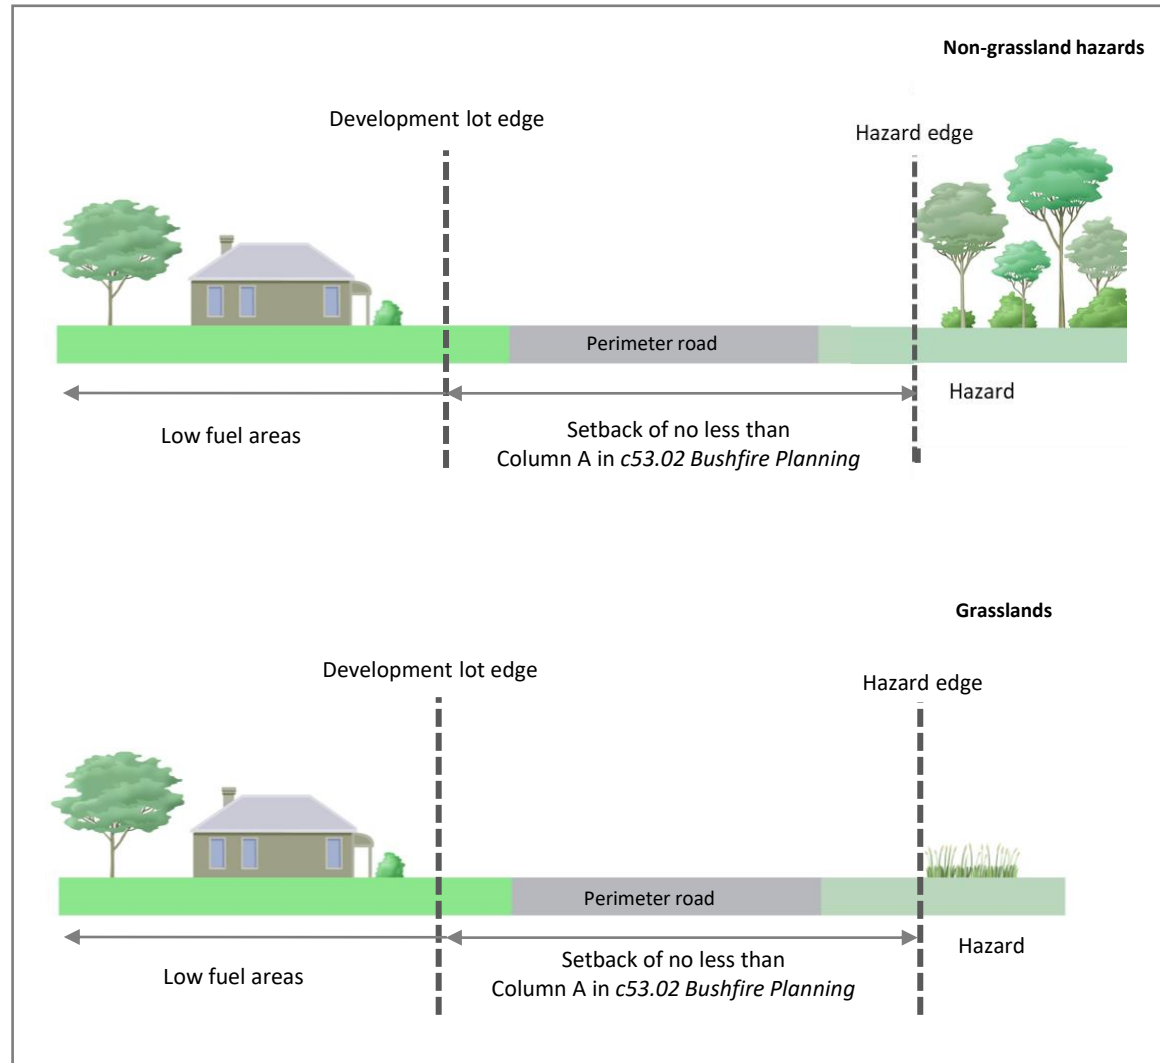 Non-grassland hazards
Development lot edge
Hazard edge
Perimeter road
Hazard
Low fuel areas
Setback of no less than
Column A in c53.02 Bushfire Planning
Grasslands
Development lot edge
Hazard edge
Perimeter road
Hazard
Low fuel areas
Setback of no less than
Column A in c53.02 Bushfire Planning